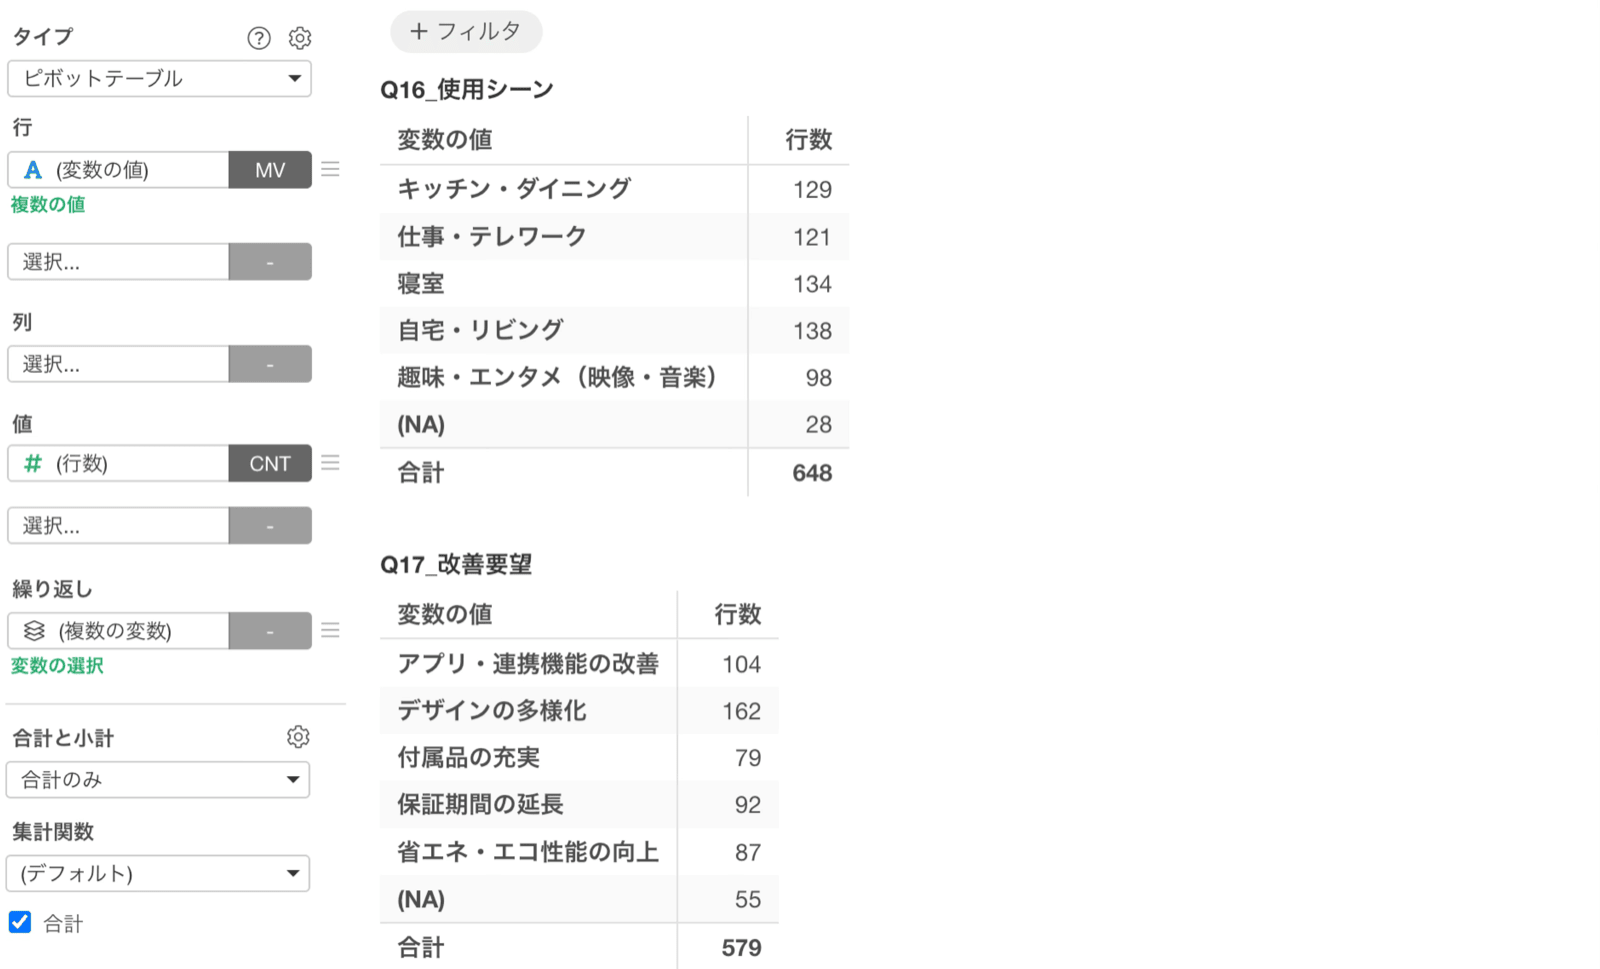 タイプ
ピボットテーブル
行
A (変数の値) MV
複数の値
選択... -
列
選択... -
値
# (行数) CNT
選択... -
繰り返し
(複数の変数) -
変数の選択
合計と小計
合計のみ
集計関数
(デフォルト)
合計
+ フィルタ
Q16_使用シーン
変数の値 行数
キッチン・ダイニング 129
仕事・テレワーク 121
寝室 134
自宅・リビング 138
趣味・エンタメ（映像・音楽） 98
(NA) 28
合計 648
Q17_改善要望
変数の値 行数
アプリ・連携機能の改善 104
デザインの多様化 162
付属品の充実 79
保証期間の延長 92
省エネ・エコ性能の向上 87
(NA) 55
合計 579